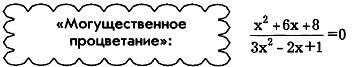 «Могущественное
процветание»:
x² + 6x + 8
3x² − 2x + 1
=0